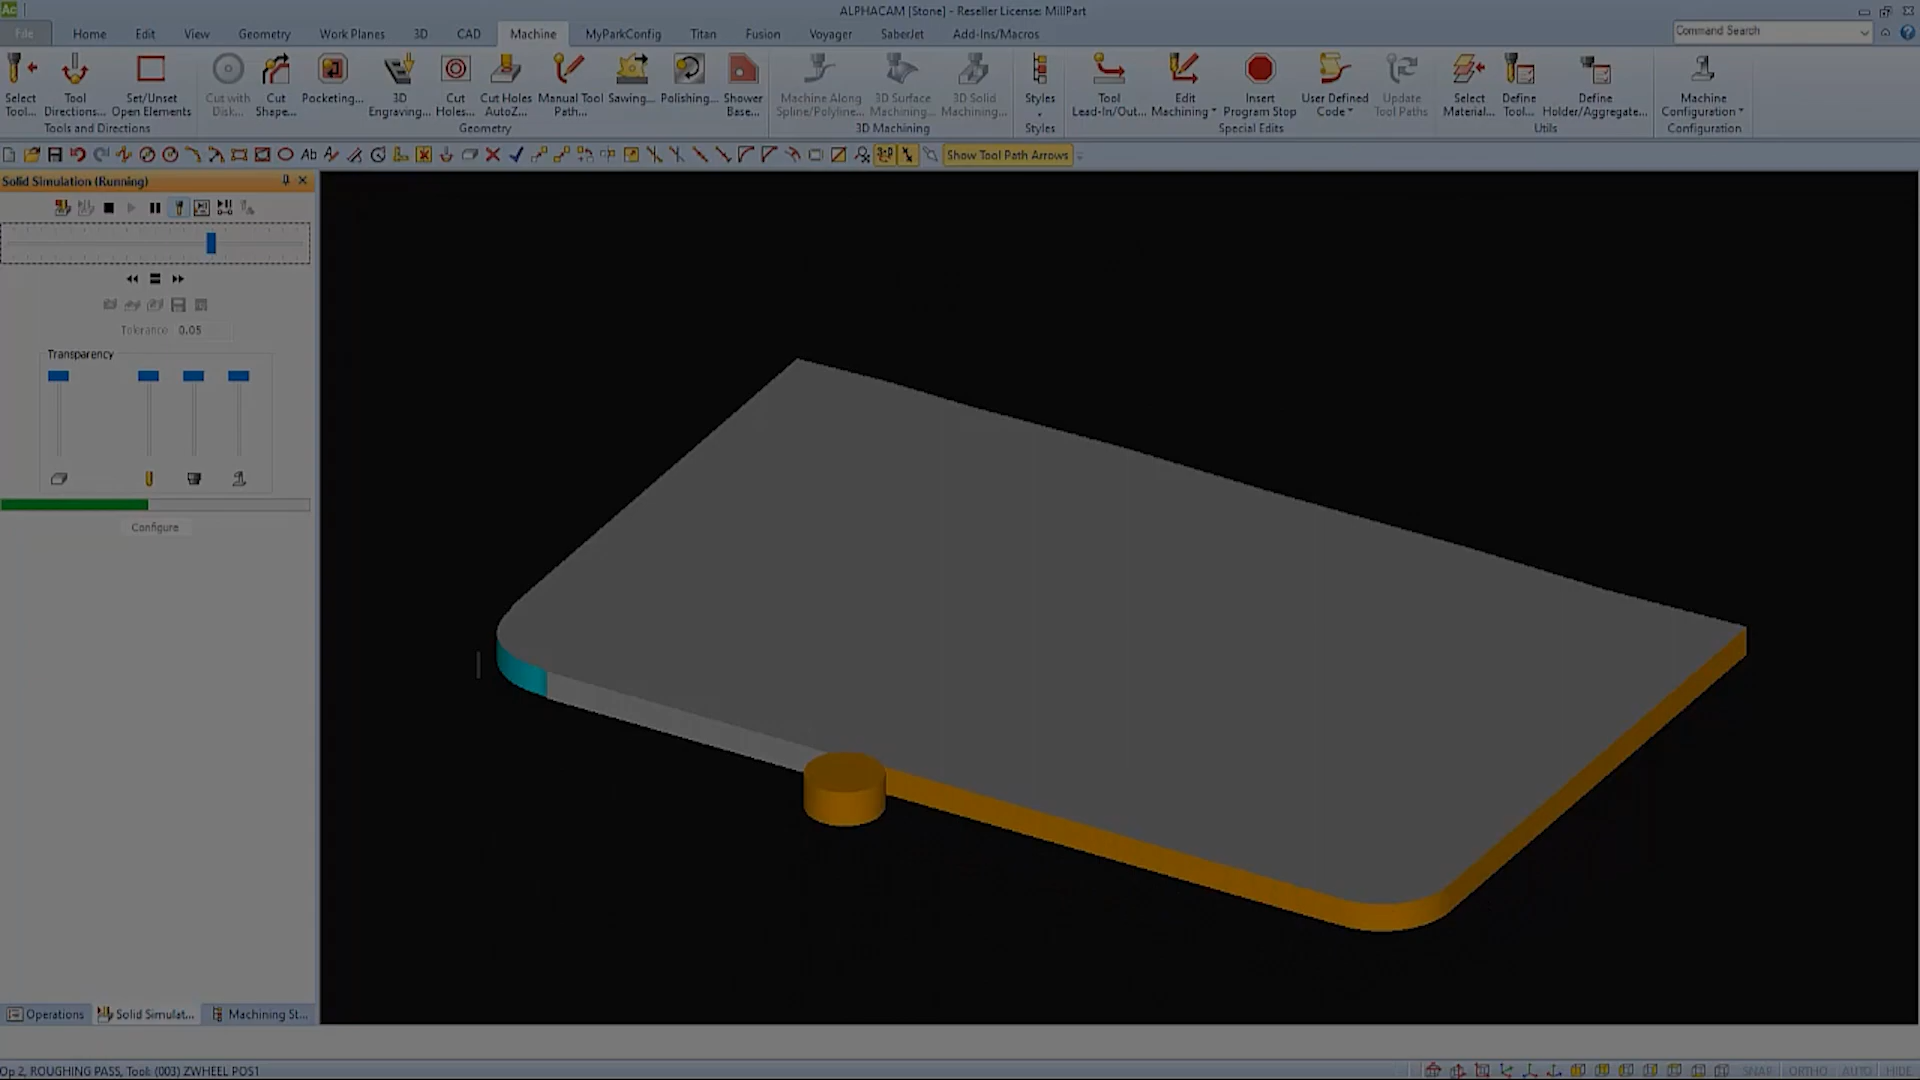 Ac
ALPHACAM [Stone] - Reseller License: MillPart
File Home Edit View Geometry Work Planes 3D CAD Machine MyParkConfig Titan Fusion Voyager SaberJet Add-Ins/Macros Command Search
Select Tool... Tool Directions... Set/Unset Open Elements
Cut with Disk... Cut Shape... Pocketing... 3D Engraving... Cut Holes... Cut Holes AutoZ... Manual Tool Path... Sawing... Polishing... Shower Base...
Machine Along Spline/Polyline... 3D Surface Machining... 3D Solid Machining...
Styles
Tool Lead-In/Out... Edit Machining Insert Program Stop User Defined Code Update Tool Paths
Select Material... Define Tool... Define Holder/Aggregate...
Machine Configuration
Tools and Directions Geometry 3D Machining Styles Special Edits Utils Configuration
Ab Show Tool Path Arrows
Solid Simulation (Running)
Tolerance 0.05
Transparency
Configure
Operations Solid Simulat... Machining St...
Op 2, ROUGHING PASS, Tool: (003) ZWHEEL POS1
SNAP ORTHO AUTO HIDE